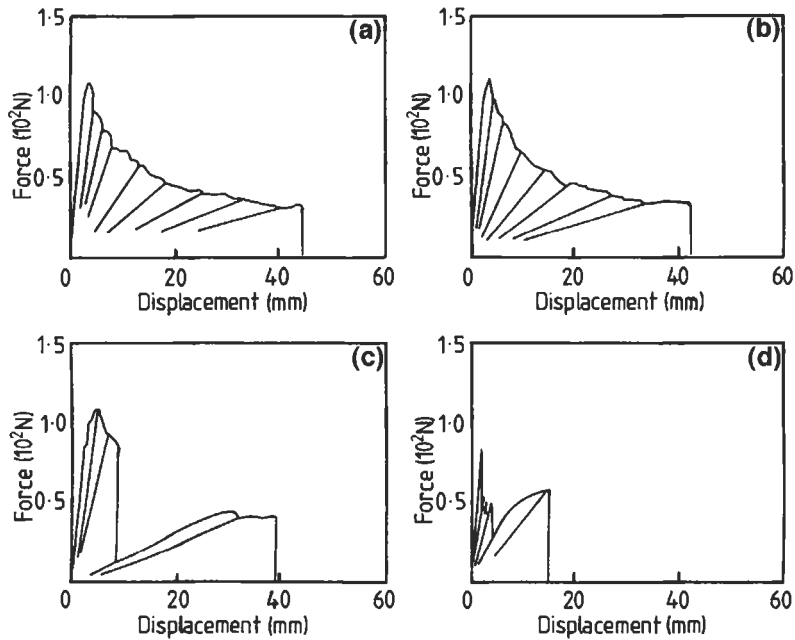 (a)
1·5
1·0
0·5
Force (10²N)
0 20 40 60
Displacement (mm)
(b)
1·5
1·0
0·5
Force (10²N)
0 20 40 60
Displacement (mm)
(c)
1·5
1·0
0·5
Force (10²N)
0 20 40 60
Displacement (mm)
(d)
1·5
1·0
0·5
Force (10²N)
0 20 40 60
Displacement (mm)